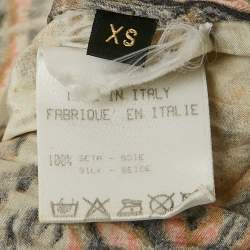 XS
IN ITALY
FABRIQUE' EN ITALIE
100% SETA - SOIE
SILK - SEIDE